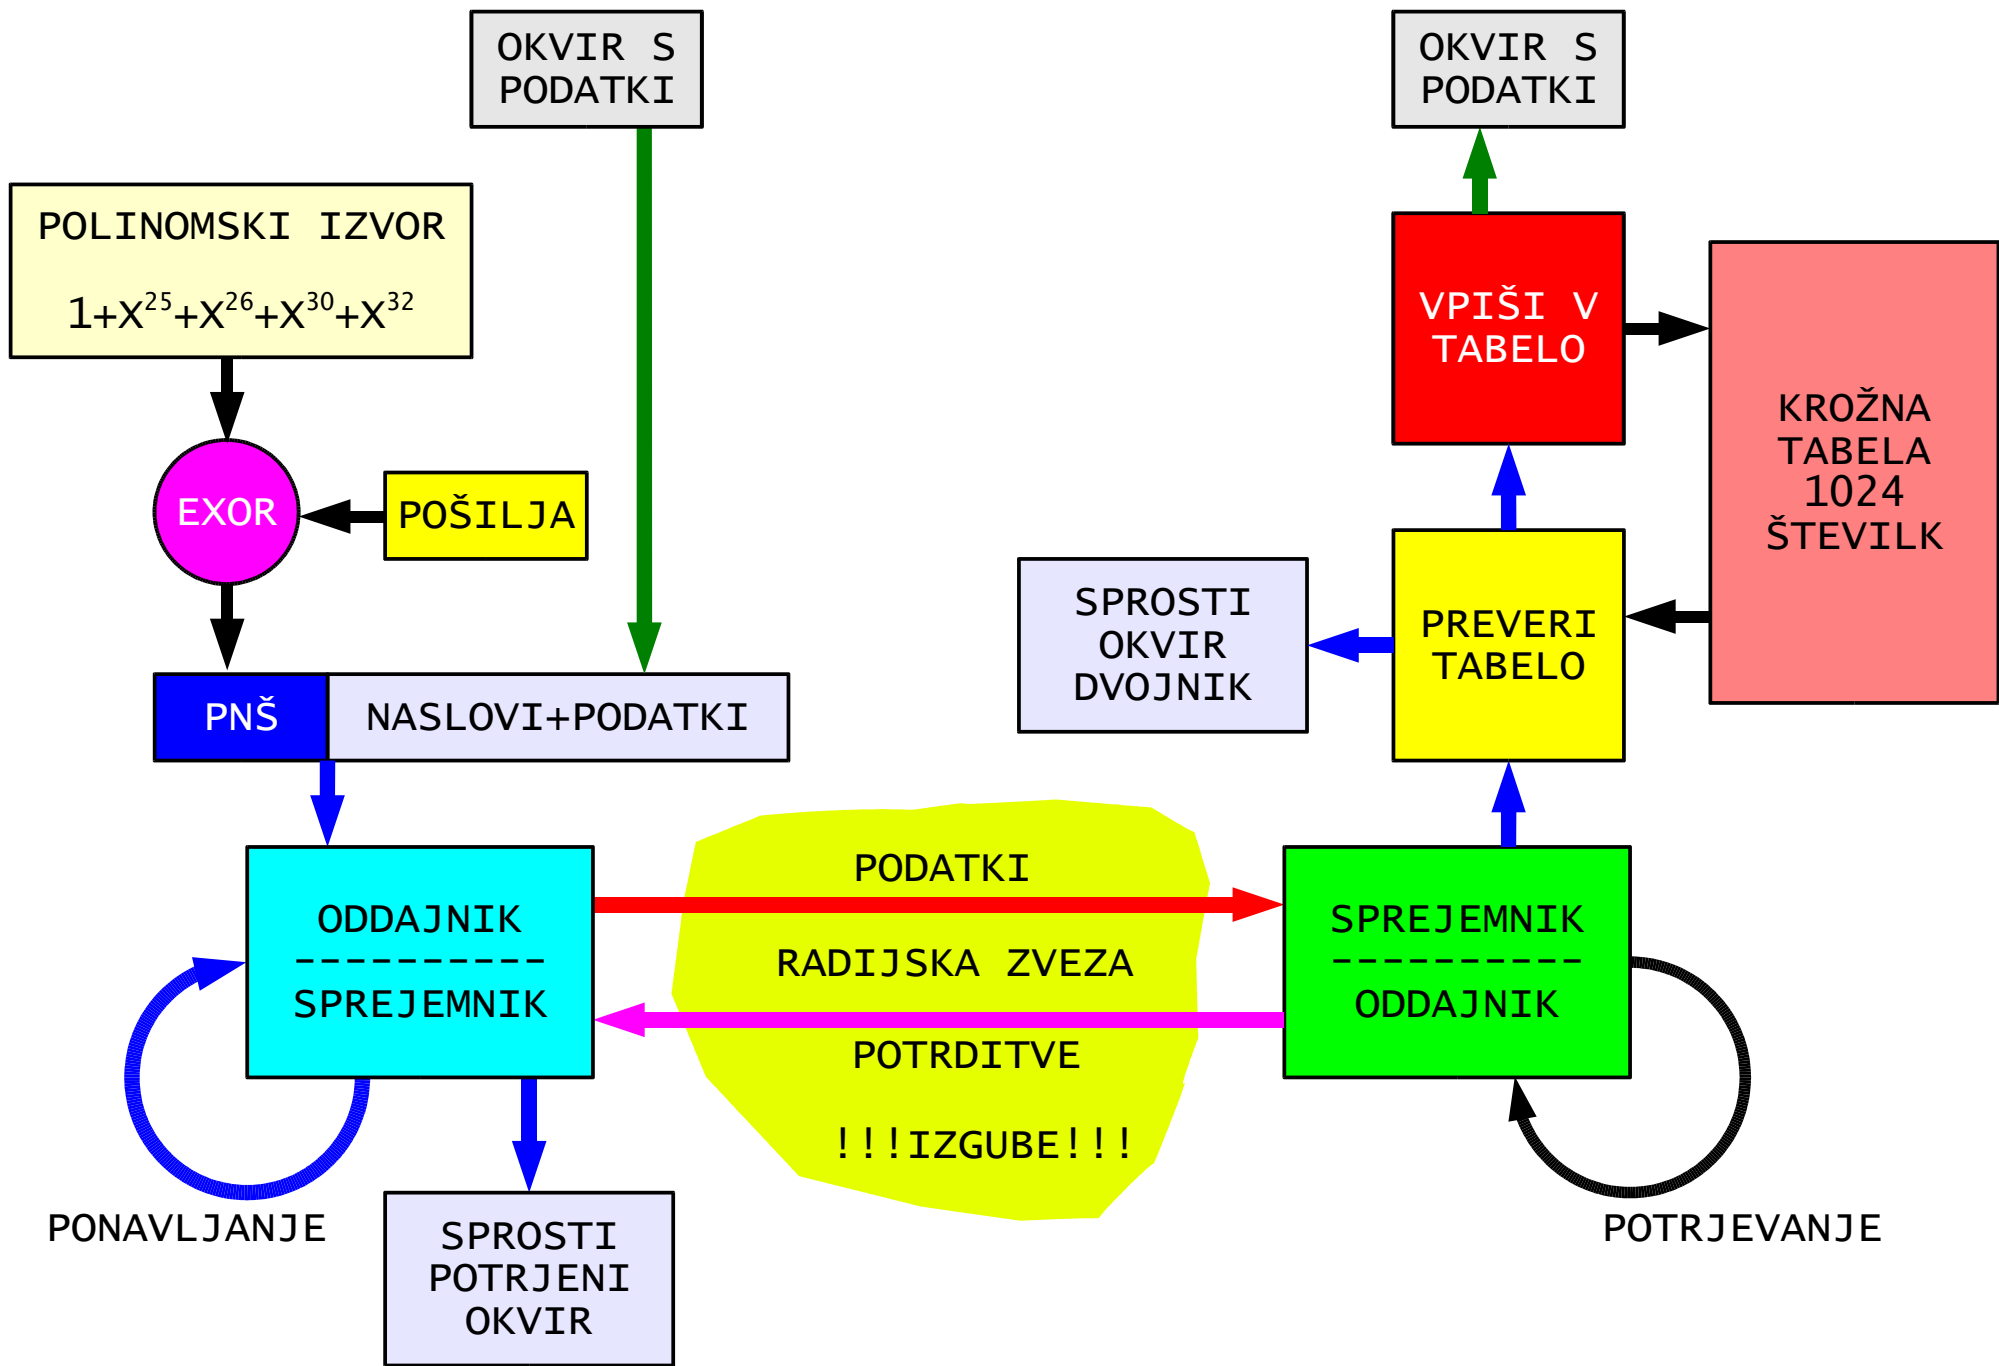 OKVIR S
PODATKI
OKVIR S
PODATKI
POLINOMSKI IZVOR
1+X²⁵+X²⁶+X³⁰+X³²
VPIŠI V
TABELO
KROŽNA
TABELA
1024
ŠTEVILK
EXOR
POŠILJA
SPROSTI
OKVIR
DVOJNIK
PREVERI
TABELO
PNŠ
NASLOVI+PODATKI
ODDAJNIK
----------
SPREJEMNIK
PODATKI
RADIJSKA ZVEZA
POTRDITVE
!!!IZGUBE!!!
SPREJEMNIK
----------
ODDAJNIK
PONAVLJANJE
SPROSTI
POTRJENI
OKVIR
POTRJEVANJE